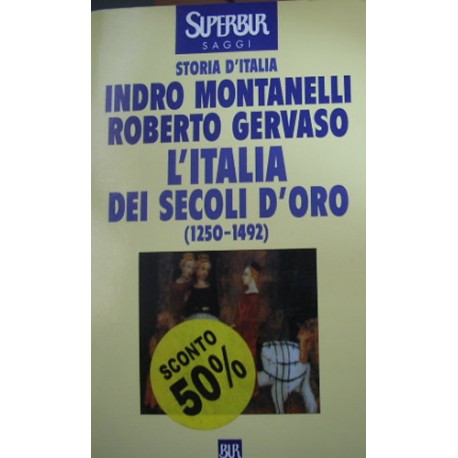 SUPERBUR
SAGGI
STORIA D'ITALIA
INDRO MONTANELLI
ROBERTO GERVASO
L'ITALIA
DEI SECOLI D'ORO
(1250-1492)
SCONTO
50%
BUR